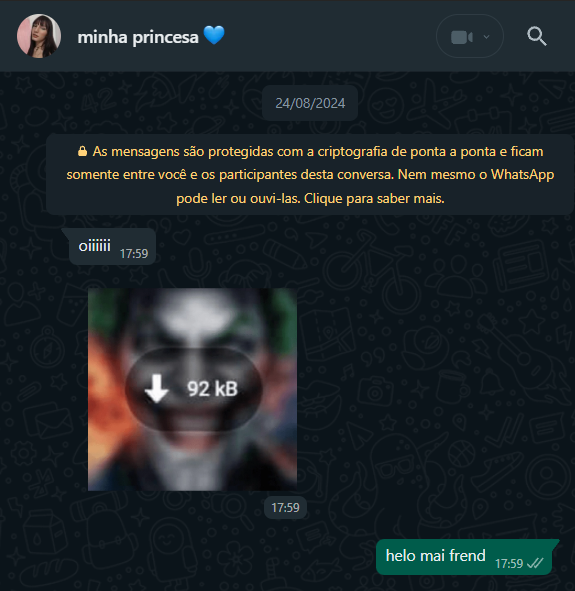 minha princesa 💙
24/08/2024
🔒 As mensagens são protegidas com a criptografia de ponta a ponta e ficam
somente entre você e os participantes desta conversa. Nem mesmo o WhatsApp
pode ler ou ouvi-las. Clique para saber mais.
oiiiiii 17:59
92 kB
17:59
helo mai frend 17:59